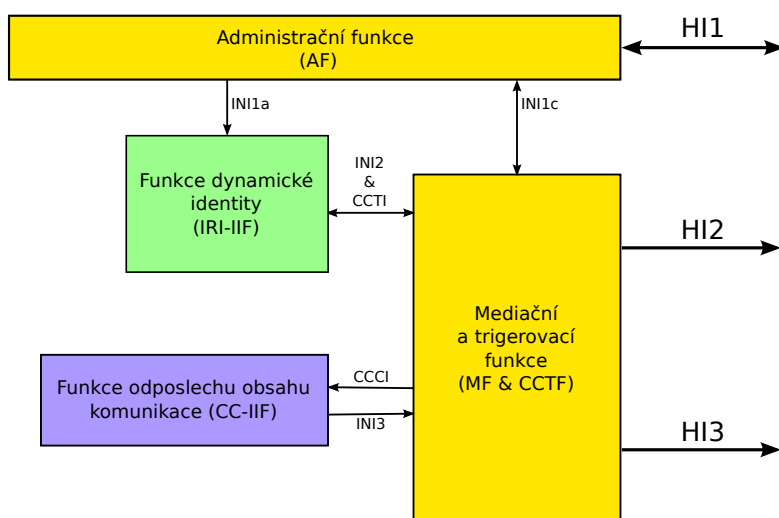 Administrační funkce
(AF)
HI1
INI1a
INI1c
Funkce dynamické
identity
(IRI-IIF)
INI2
&
CCTI
HI2
Mediační
a trigerovací
funkce
(MF & CCTF)
Funkce odposlechu obsahu
komunikace (CC-IIF)
CCCI
INI3
HI3